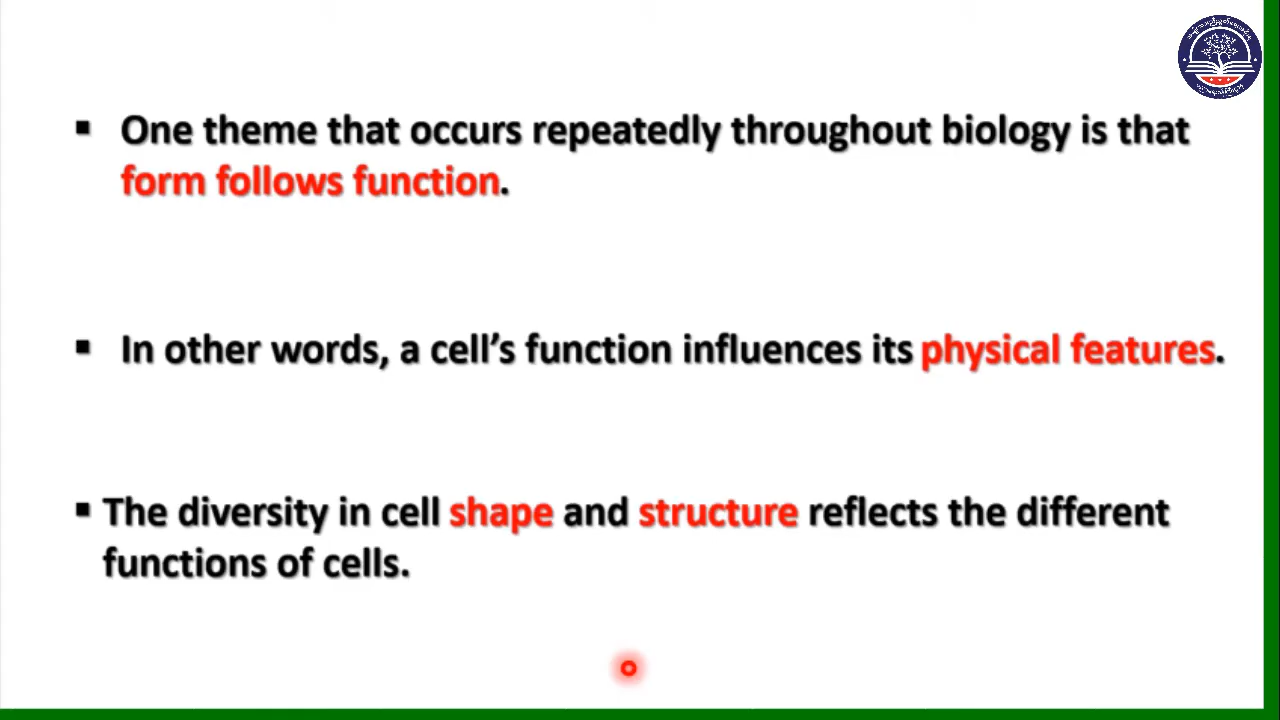 ▪ One theme that occurs repeatedly throughout biology is that
form follows function.
▪ In other words, a cell's function influences its physical features.
▪ The diversity in cell shape and structure reflects the different
functions of cells.